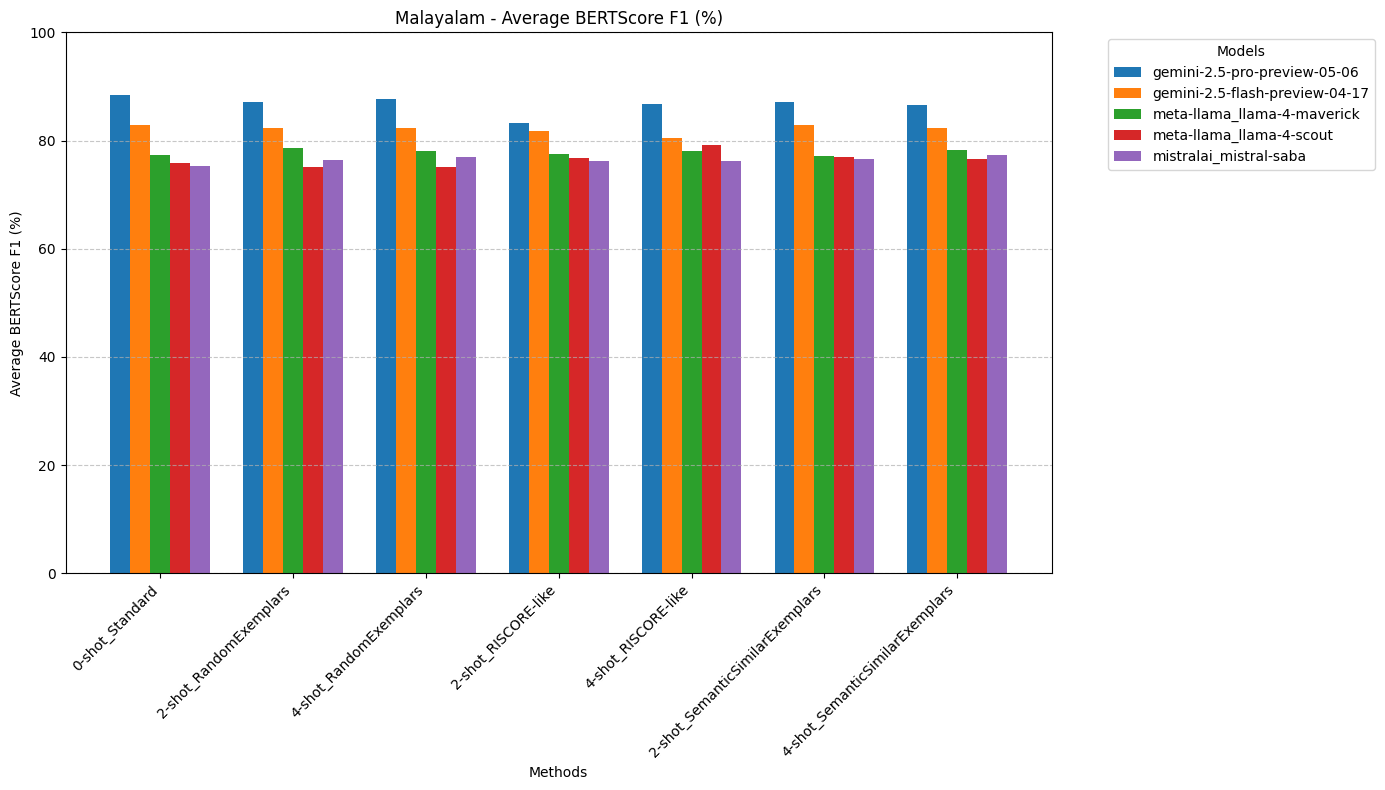 Malayalam - Average BERTScore F1 (%)
Average BERTScore F1 (%)
100
80
60
40
20
0
0-shot_Standard
2-shot_RandomExemplars
4-shot_RandomExemplars
2-shot_RISCORE-like
4-shot_RISCORE-like
2-shot_SemanticSimilarExemplars
4-shot_SemanticSimilarExemplars
Methods
Models
gemini-2.5-pro-preview-05-06
gemini-2.5-flash-preview-04-17
meta-llama_llama-4-maverick
meta-llama_llama-4-scout
mistralai_mistral-saba